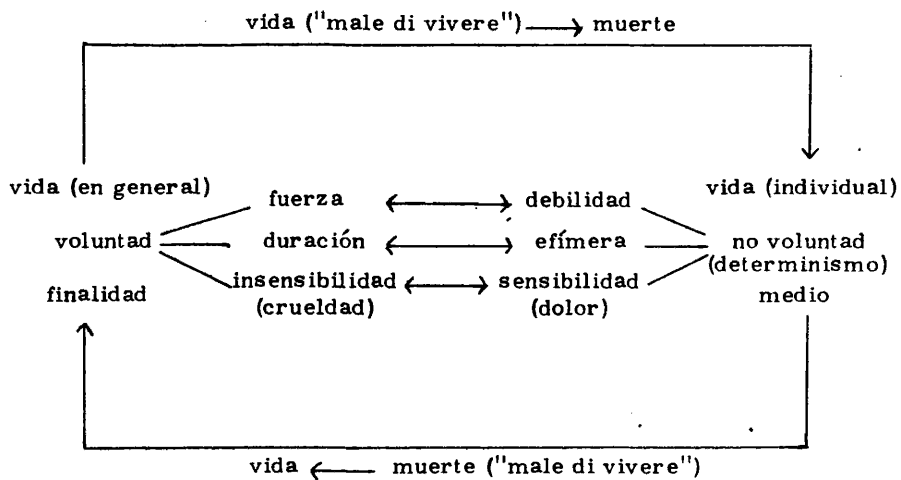 vida ("male di vivere") ⟶ muerte
vida (en general)
vida (individual)
fuerza ⟷ debilidad
voluntad
duración ⟷ efímera
no voluntad
(determinismo)
finalidad
insensibilidad ⟷ sensibilidad
(crueldad)
(dolor)
medio
vida ⟵ muerte ("male di vivere")